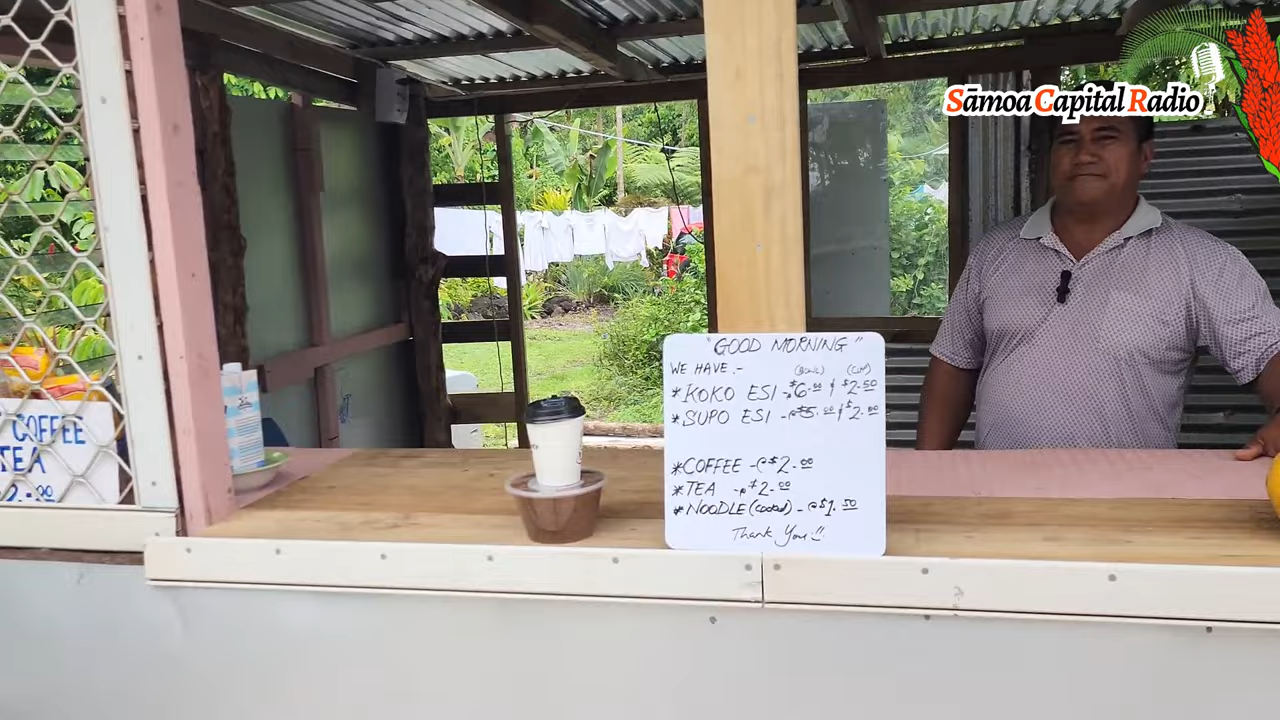 Sāmoa Capital Radio
"GOOD MORNING"
WE HAVE,- (BOWL) (CUP)
*KOKO ESI - $6.00 / $2.50
*SUPO ESI - @$5.00 / $2.00
*COFFEE - @$2.00
*TEA - @$2.00
*NOODLE (cooked) - @$1.50
Thank You!!
COFFEE
TEA